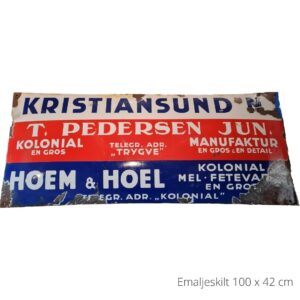 KRISTIANSUND
T. PEDERSEN JUN.
KOLONIAL
EN GROS
TELEGR. ADR.
„TRYGVE"
MANUFAKTUR
EN GROS & EN DETAIL
HOEM & HOEL
KOLONIAL
MEL - FETEVAR
EN GROS
TELEGR. ADR. „KOLONIAL"
Emaljeskilt 100 x 42 cm